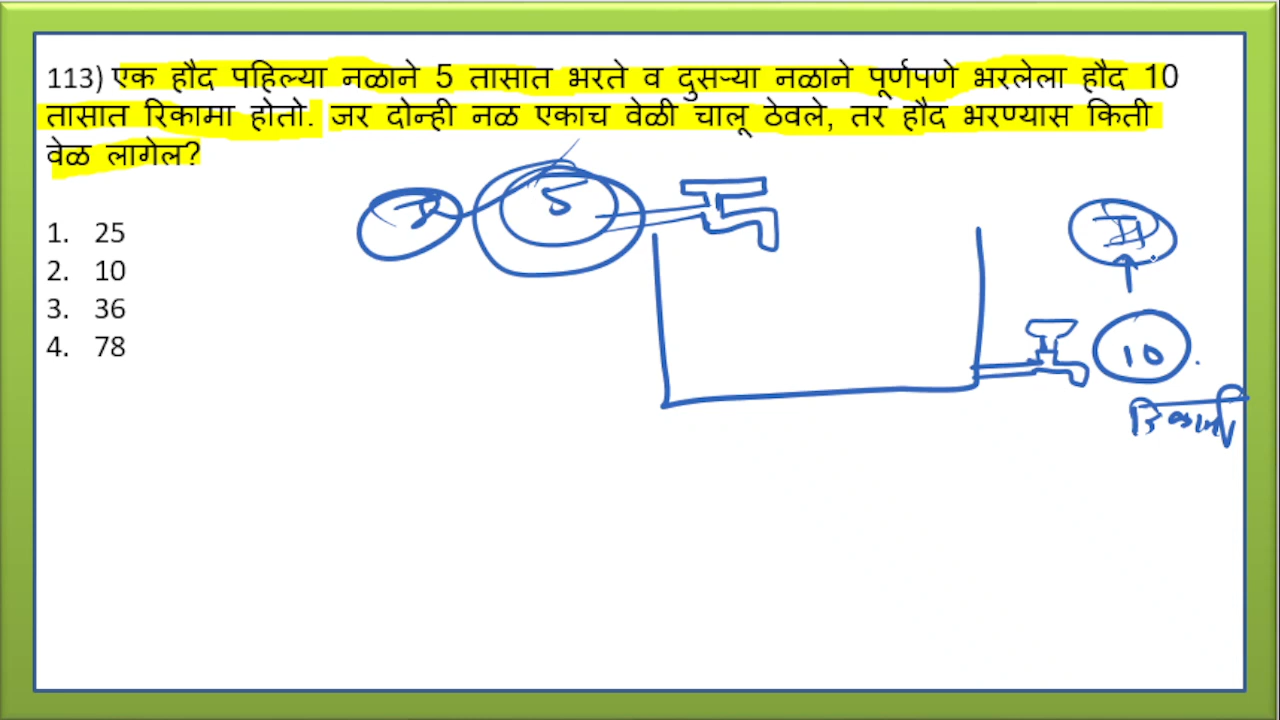 113) एक हौद पहिल्या नळाने 5 तासात भरते व दुसऱ्या नळाने पूर्णपणे भरलेला हौद 10
तासात रिकामा होतो. जर दोन्ही नळ एकाच वेळी चालू ठेवले, तर हौद भरण्यास किती
वेळ लागेल?
5
II
1. 25
2. 10
3. 36
4. 78
10